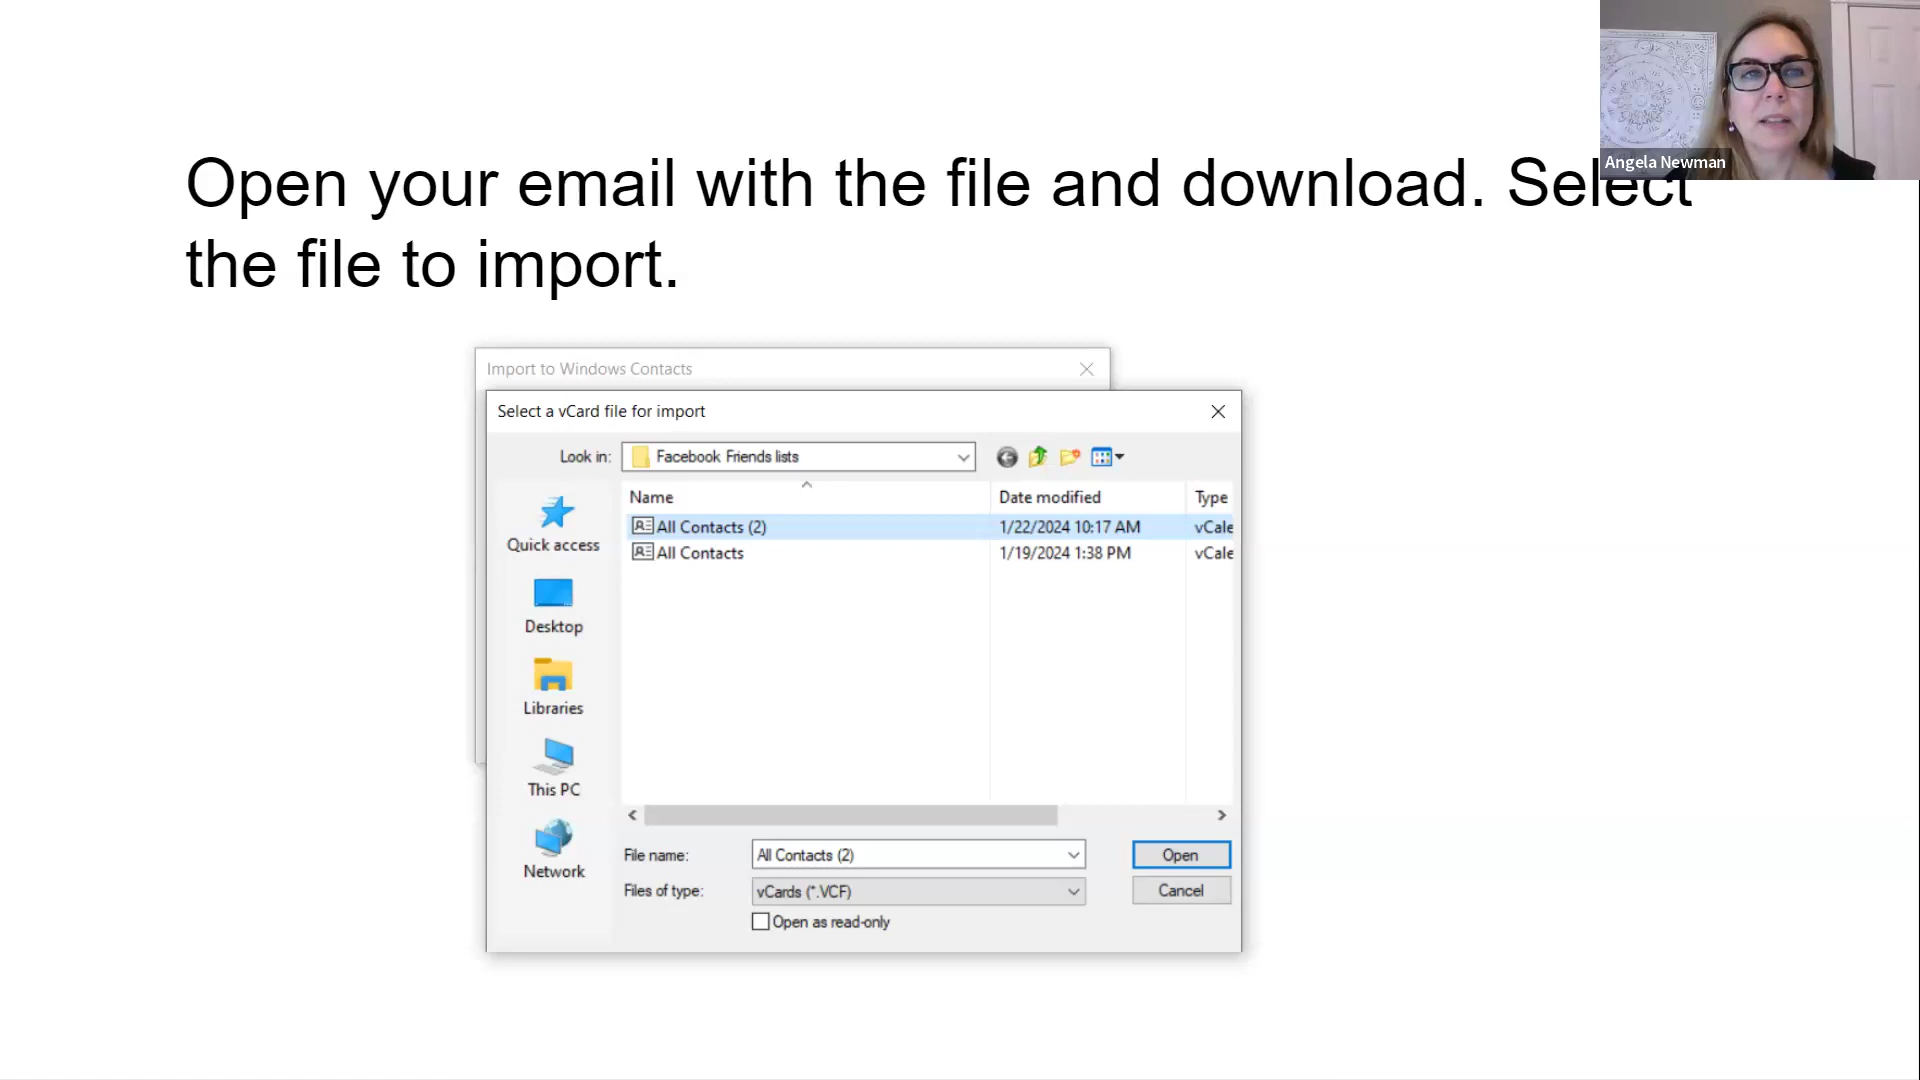 Angela Newman
Open your email with the file and download. Select
the file to import.
Import to Windows Contacts
Select a vCard file for import
Look in: Facebook Friends lists
Name Date modified Type
All Contacts (2) 1/22/2024 10:17 AM vCale
All Contacts 1/19/2024 1:38 PM vCale
Quick access
Desktop
Libraries
This PC
Network
File name: All Contacts (2) Open
Files of type: vCards (*.VCF) Cancel
Open as read-only